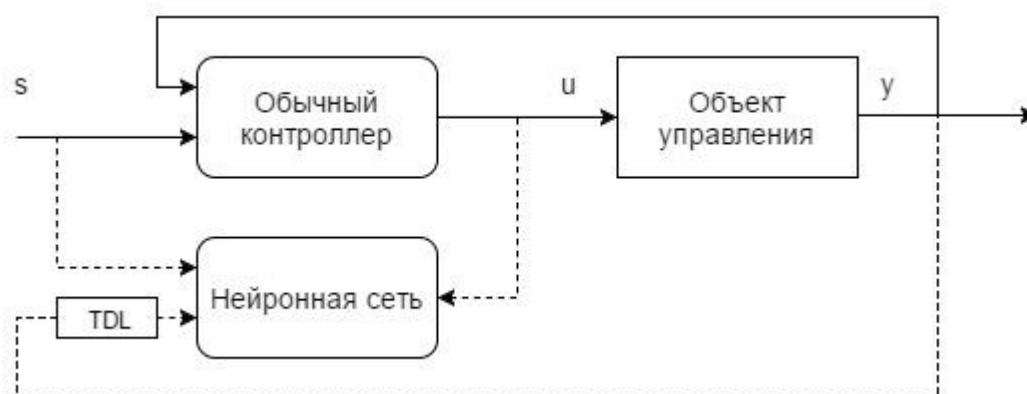 s
Обычный
контроллер
u
Объект
управления
y
Нейронная сеть
TDL